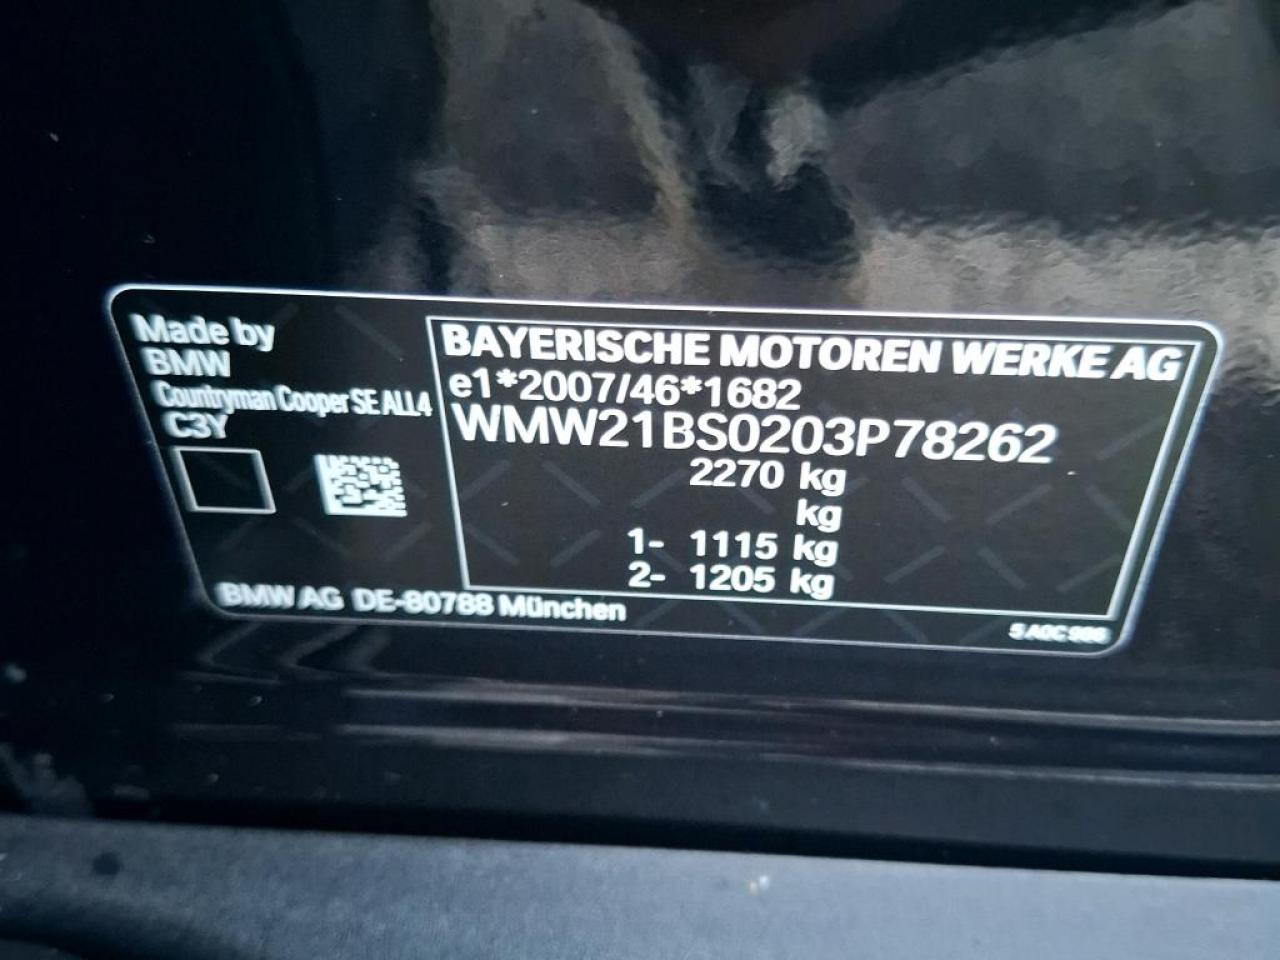 Made by
BMW
Countryman Cooper SE ALL4
C3Y
BAYERISCHE MOTOREN WERKE AG
e1*2007/46*1682
WMW21BS0203P78262
2270 kg
kg
1- 1115 kg
2- 1205 kg
BMW AG DE-80788 München